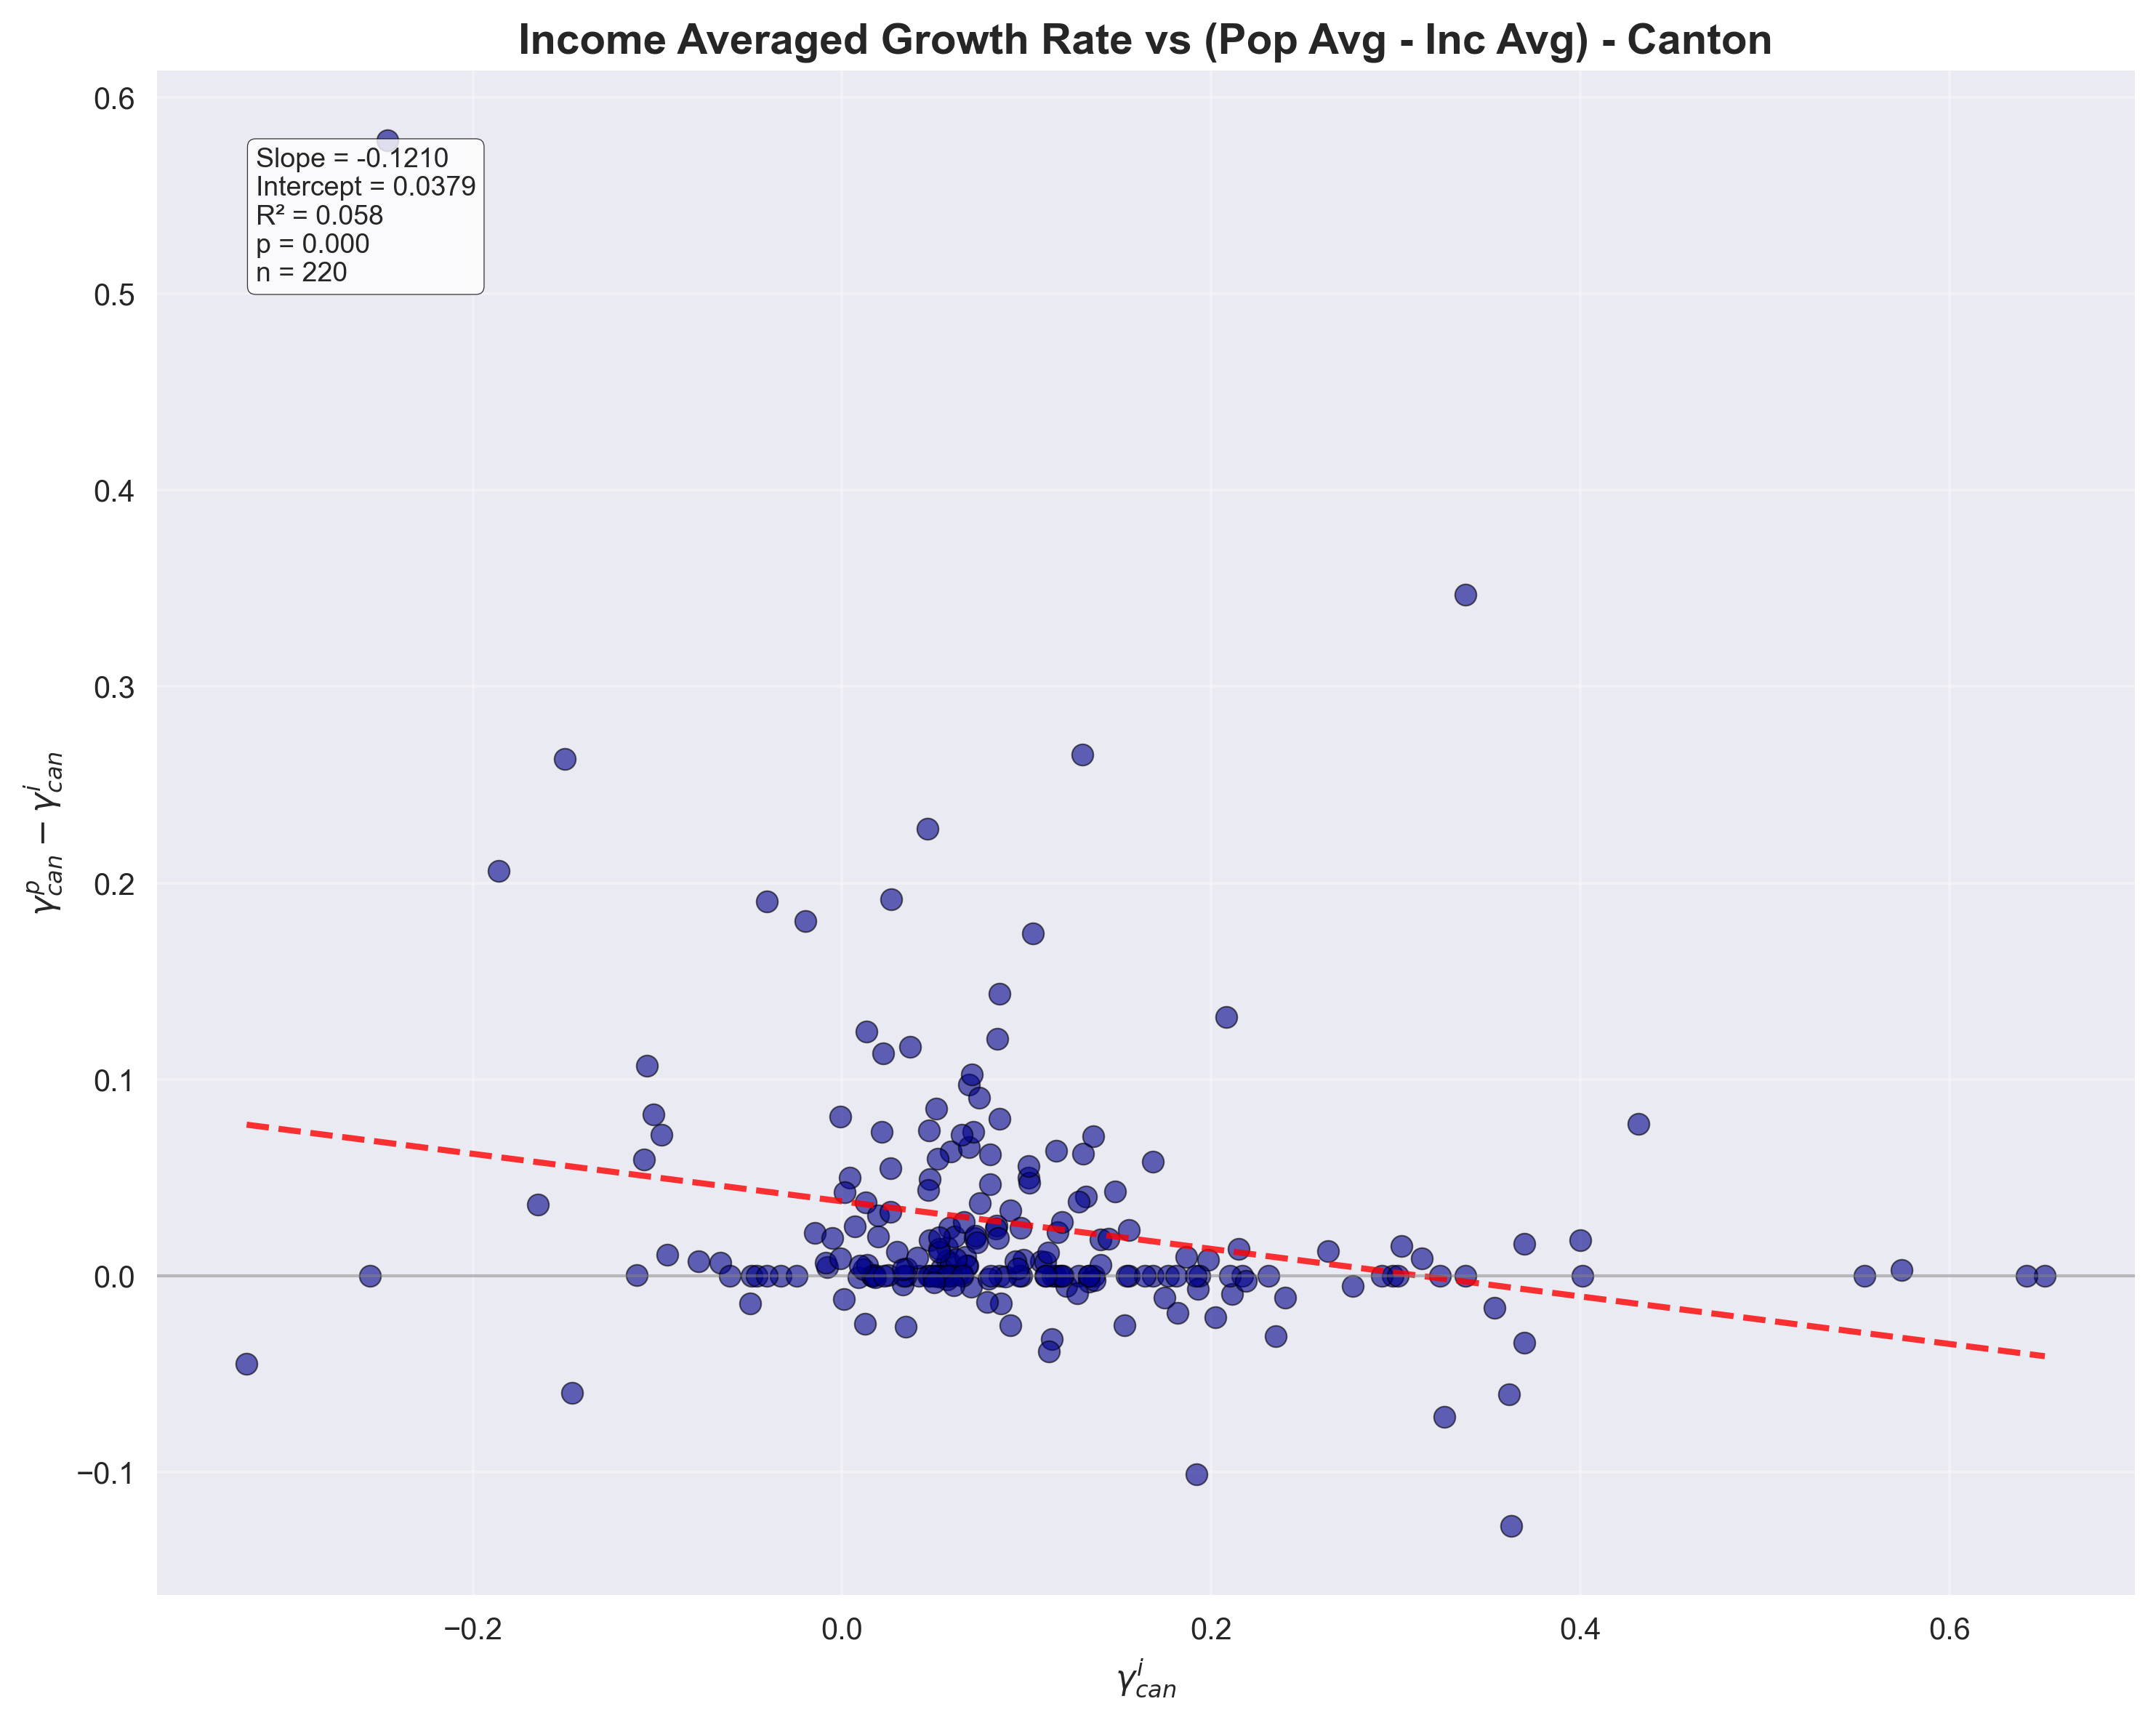 Income Averaged Growth Rate vs (Pop Avg - Inc Avg) - Canton
0.6
0.5
0.4
0.3
0.2
0.1
0.0
−0.1
Slope = -0.1210
Intercept = 0.0379
R² = 0.058
p = 0.000
n = 220
γ^p_can − γ^i_can
−0.2
0.0
0.2
0.4
0.6
γ^i_can